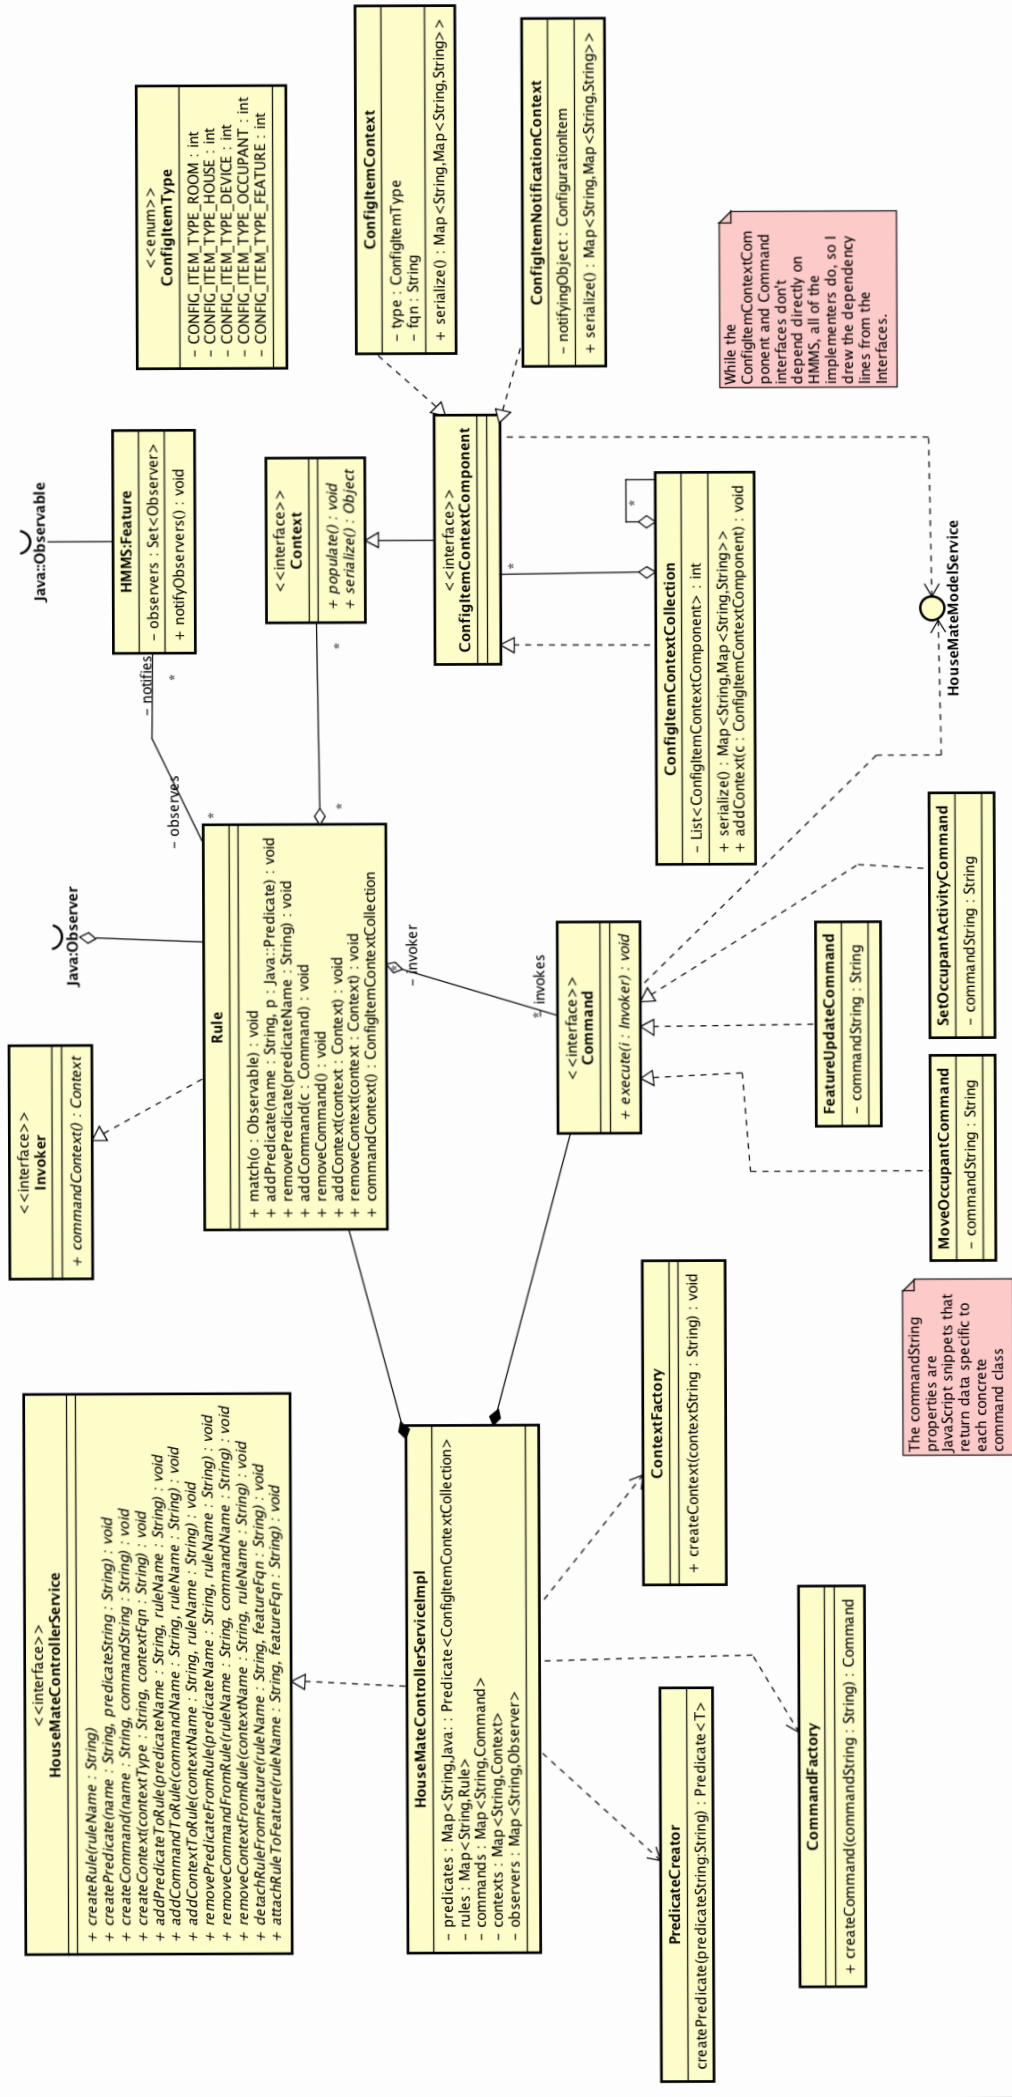 <<interface>>
HouseMateControllerService
+ createRule(ruleName : String)
+ createPredicate(name : String, predicateString : String) : void
+ createCommand(name : String, commandString : String) : void
+ createContext(contextType : String, contextFqn : String) : void
+ addPredicateToRule(predicateName : String, ruleName : String) : void
+ addCommandToRule(commandName : String, ruleName : String) : void
+ addContextToRule(contextName : String, ruleName : String) : void
+ removePredicateFromRule(predicateName : String, ruleName : String) : void
+ removeCommandFromRule(ruleName : String, commandName : String) : void
+ removeContextFromRule(contextName : String, ruleName : String) : void
+ detachRuleFromFeature(ruleName : String, featureFqn : String) : void
+ attachRuleToFeature(ruleName : String, featureFqn : String) : void
<<interface>>
Invoker
+ commandContext() : Context
Java:Observer
Java::Observable
HMMS:Feature
- observers : Set<Observer>
+ notifyObservers() : void
<<enum>>
ConfigItemType
- CONFIG_ITEM_TYPE_ROOM : int
- CONFIG_ITEM_TYPE_HOUSE : int
- CONFIG_ITEM_TYPE_DEVICE : int
- CONFIG_ITEM_TYPE_OCCUPANT : int
- CONFIG_ITEM_TYPE_FEATURE : int
- observes
*
- notifies
*
Rule
+ match(o : Observable) : void
+ addPredicate(name : String, p : Java::Predicate) : void
+ removePredicate(predicateName : String) : void
+ addCommand(c : Command) : void
+ removeCommand() : void
+ addContext(context : Context) : void
+ removeContext(context : Context) : void
+ commandContext() : ConfigItemContextCollection
*
*
<<interface>>
Context
+ populate() : void
+ serialize() : Object
ConfigItemContext
- type : ConfigItemType
- fqn : String
+ serialize() : Map<String,Map<String,String>>
HouseMateControllerServiceImpl
- predicates : Map<String,Java: : Predicate<ConfigItemContextCollection>
- rules : Map<String,Rule>
- commands : Map<String,Command>
- contexts : Map<String,Context>
- observers : Map<String,Observer>
*
- invoker
* - invokes
<<interface>>
ConfigItemContextComponent
*
ConfigItemNotificationContext
- notifyingObject : ConfigurationItem
+ serialize() : Map<String,Map<String,String>>
<<interface>>
Command
+ execute(i : Invoker) : void
ConfigItemContextCollection
- List<ConfigItemContextComponent> : int
+ serialize() : Map<String,Map<String,String>>
+ addContext(c : ConfigItemContextComponent) : void
*
ContextFactory
+ createContext(contextString : String) : void
PredicateCreator
createPredicate(predicateString:String) : Predicate<T>
While the
ConfigItemContextCom
ponent and Command
interfaces don't
depend directly on
HMMS, all of the
implementers do, so I
drew the dependency
lines from the
Interfaces.
CommandFactory
+ createCommand(commandString : String) : Command
FeatureUpdateCommand
- commandString : String
The commandString
properties are
JavaScript snippets that
return data specific to
each concrete
command class
MoveOccupantCommand
- commandString : String
SetOccupantActivityCommand
- commandString : String
HouseMateModelService